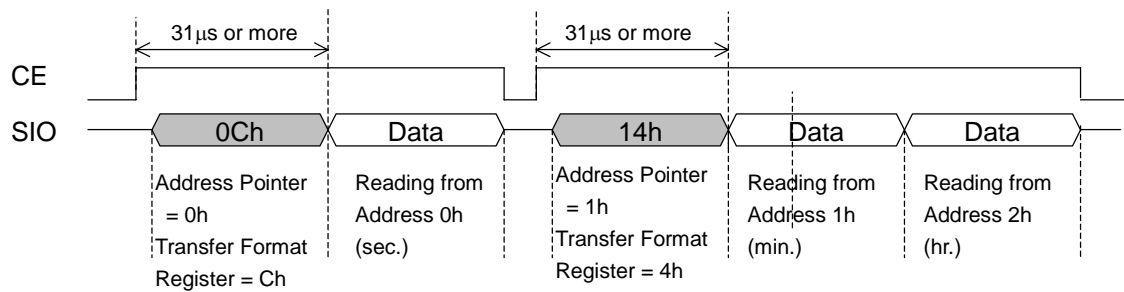 31μs or more
31μs or more
CE
SIO
0Ch
Data
14h
Data
Data
Address Pointer
= 0h
Transfer Format
Register = Ch
Reading from
Address 0h
(sec.)
Address Pointer
= 1h
Transfer Format
Register = 4h
Reading from
Address 1h
(min.)
Reading from
Address 2h
(hr.)